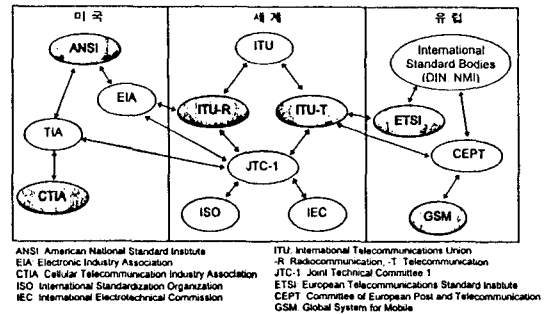 미 국
세 계
유 럽
ANSI
EIA
TIA
CTIA
ITU
ITU-R
ITU-T
JTC-1
ISO
IEC
International
Standard Bodies
(DIN, NMI)
ETSI
CEPT
GSM
ANSI American National Standard Institute
EIA Electronic Industry Association
CTIA Cellular Telecommunication Industry Association
ISO International Standardization Organization
IEC International Electrotechnical Commission
ITU: International Telecommunications Union
-R Radiocommunication, -T Telecommunication
JTC-1 Joint Technical Committee 1
ETSI European Telecommunications Standard Institute
CEPT Committee of European Post and Telecommunication
GSM Global System for Mobile